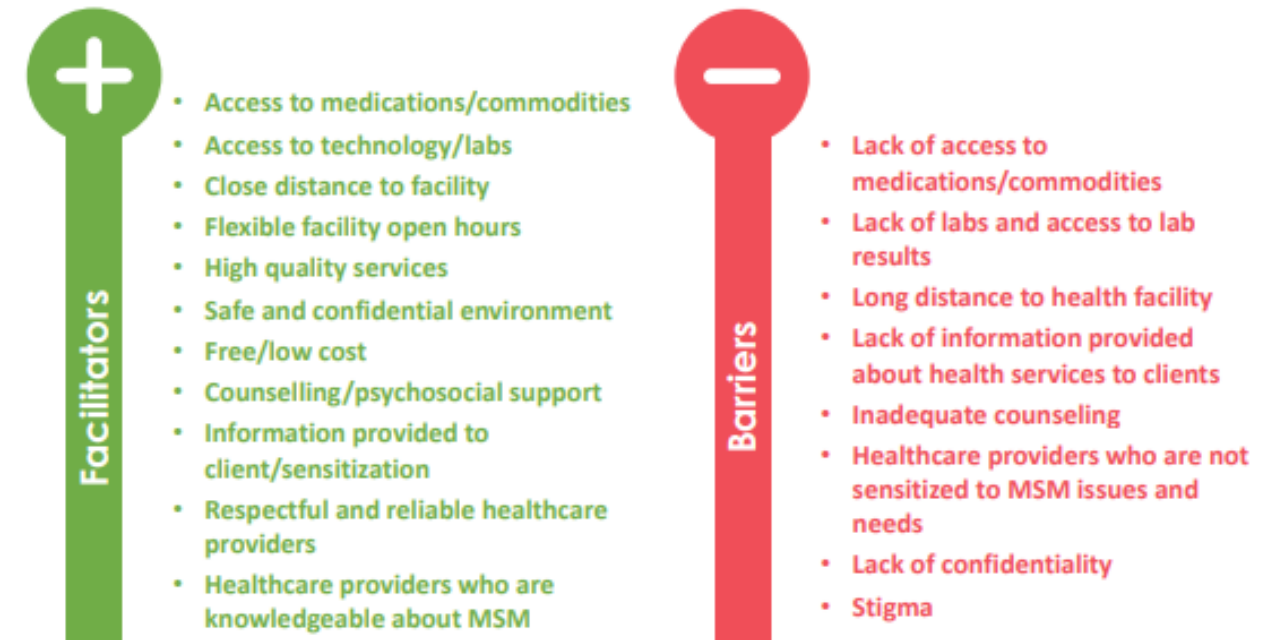 Facilitators
• Access to medications/commodities
• Access to technology/labs
• Close distance to facility
• Flexible facility open hours
• High quality services
• Safe and confidential environment
• Free/low cost
• Counselling/psychosocial support
• Information provided to
client/sensitization
• Respectful and reliable healthcare
providers
• Healthcare providers who are
knowledgeable about MSM
Barriers
• Lack of access to
medications/commodities
• Lack of labs and access to lab
results
• Long distance to health facility
• Lack of information provided
about health services to clients
• Inadequate counseling
• Healthcare providers who are not
sensitized to MSM issues and
needs
• Lack of confidentiality
• Stigma